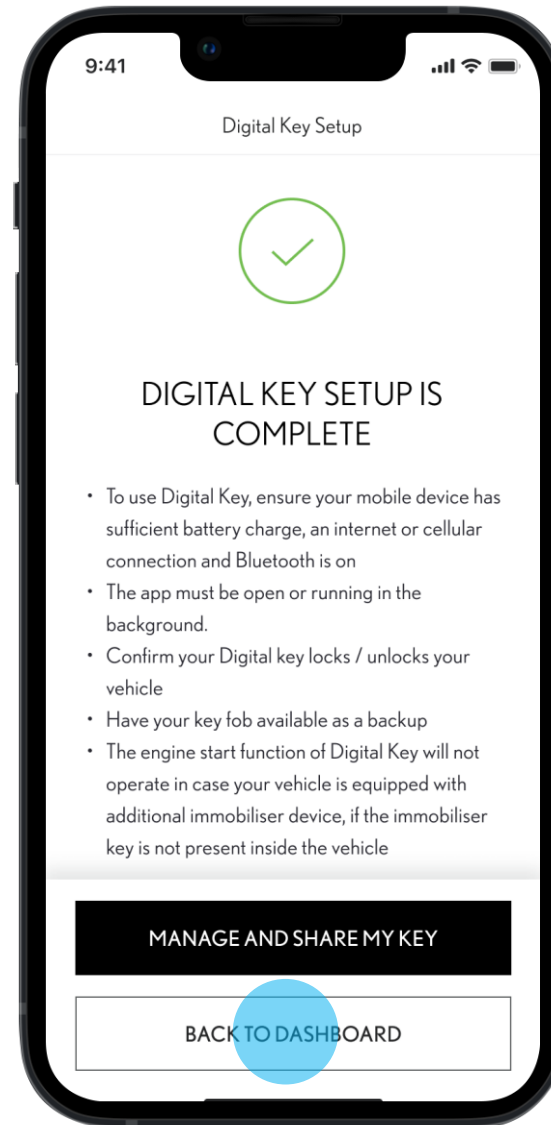 9:41
Digital Key Setup
DIGITAL KEY SETUP IS
COMPLETE
• To use Digital Key, ensure your mobile device has
sufficient battery charge, an internet or cellular
connection and Bluetooth is on
• The app must be open or running in the
background.
• Confirm your Digital key locks / unlocks your
vehicle
• Have your key fob available as a backup
• The engine start function of Digital Key will not
operate in case your vehicle is equipped with
additional immobiliser device, if the immobiliser
key is not present inside the vehicle
MANAGE AND SHARE MY KEY
BACK TO DASHBOARD